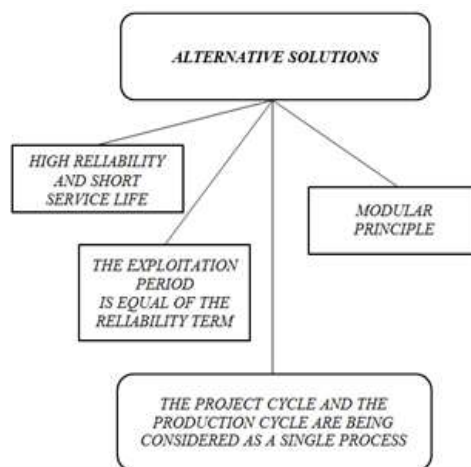 ALTERNATIVE SOLUTIONS
HIGH RELIABILITY
AND SHORT
SERVICE LIFE
MODULAR
PRINCIPLE
THE EXPLOITATION
PERIOD
IS EQUAL OF THE
RELIABILITY TERM
THE PROJECT CYCLE AND THE
PRODUCTION CYCLE ARE BEING
CONSIDERED AS A SINGLE PROCESS